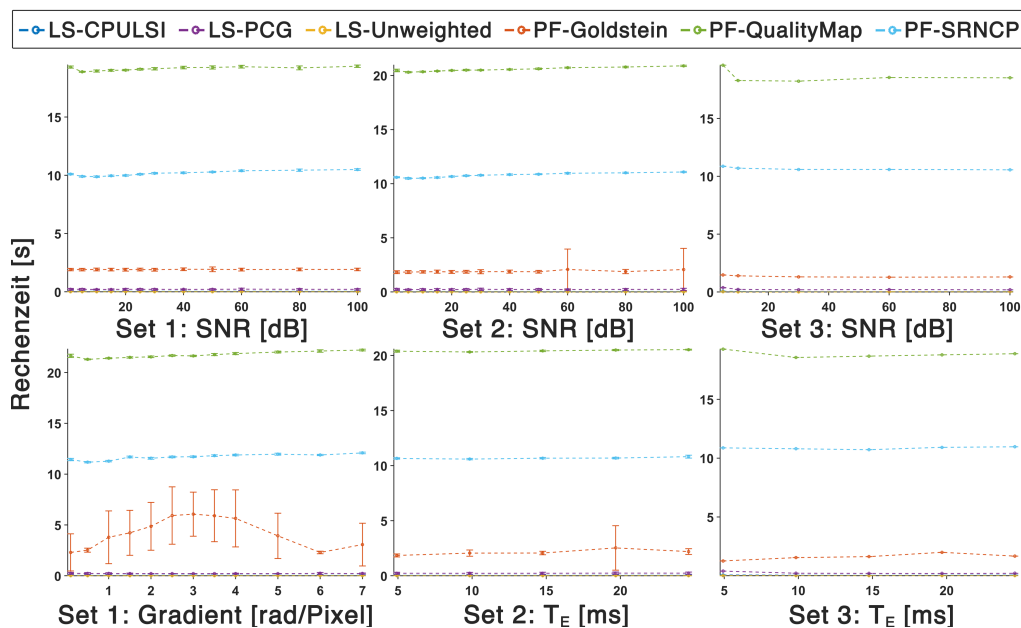 LS-CPULSI LS-PCG LS-Unweighted PF-Goldstein PF-QualityMap PF-SRNCP
Rechenzeit [s]
15
10
5
0
20 40 60 80 100
Set 1: SNR [dB]
20
15
10
5
0
20 40 60 80 100
Set 2: SNR [dB]
15
10
5
20 40 60 80 100
Set 3: SNR [dB]
20
15
10
5
0
1 2 3 4 5 6 7
Set 1: Gradient [rad/Pixel]
20
15
10
5
0
5 10 15 20
Set 2: T_E [ms]
15
10
5
5 10 15 20
Set 3: T_E [ms]